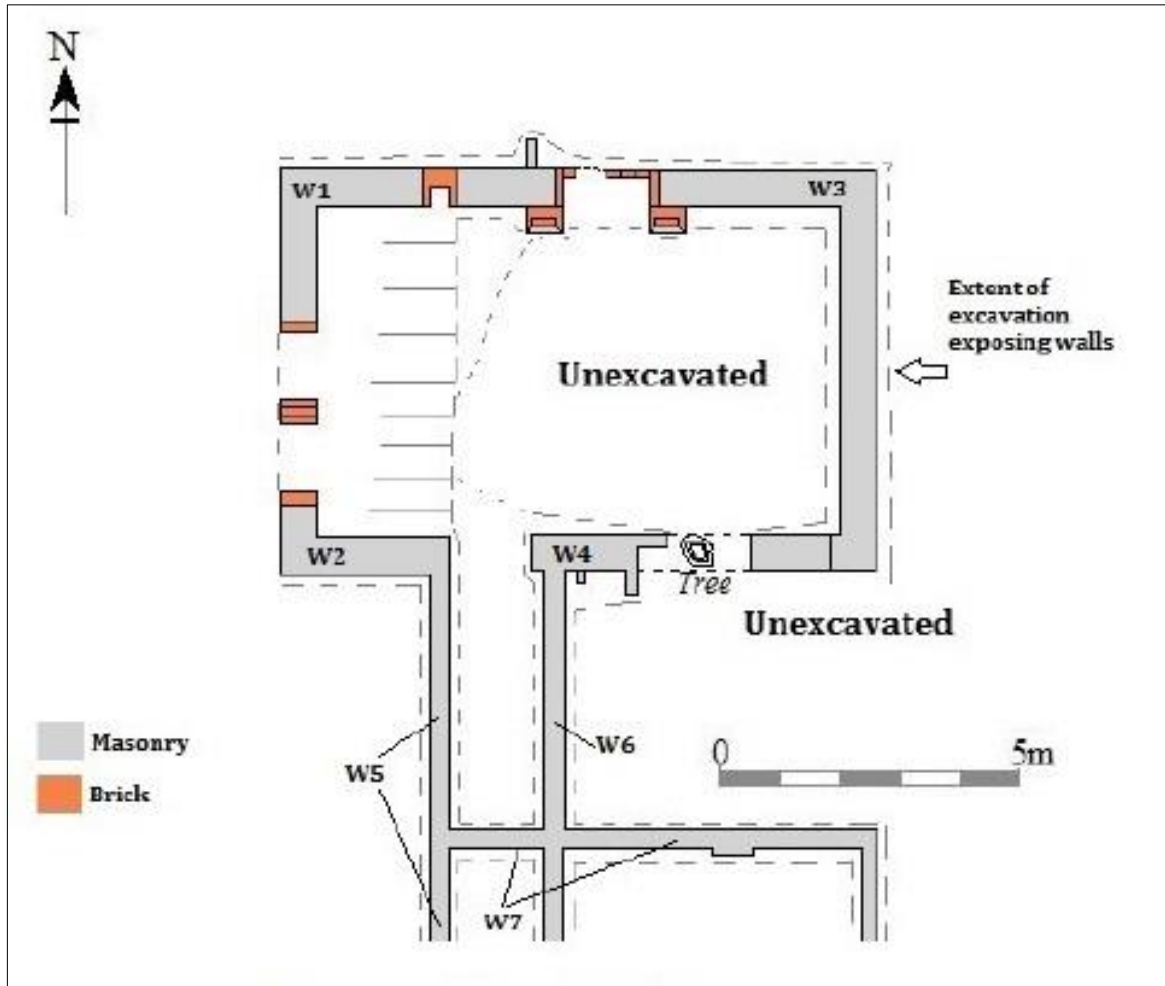 N
W1
W3
Extent of
excavation
exposing walls
Unexcavated
W2
W4
Tree
Unexcavated
Masonry
Brick
W5
W6
0 5m
W7